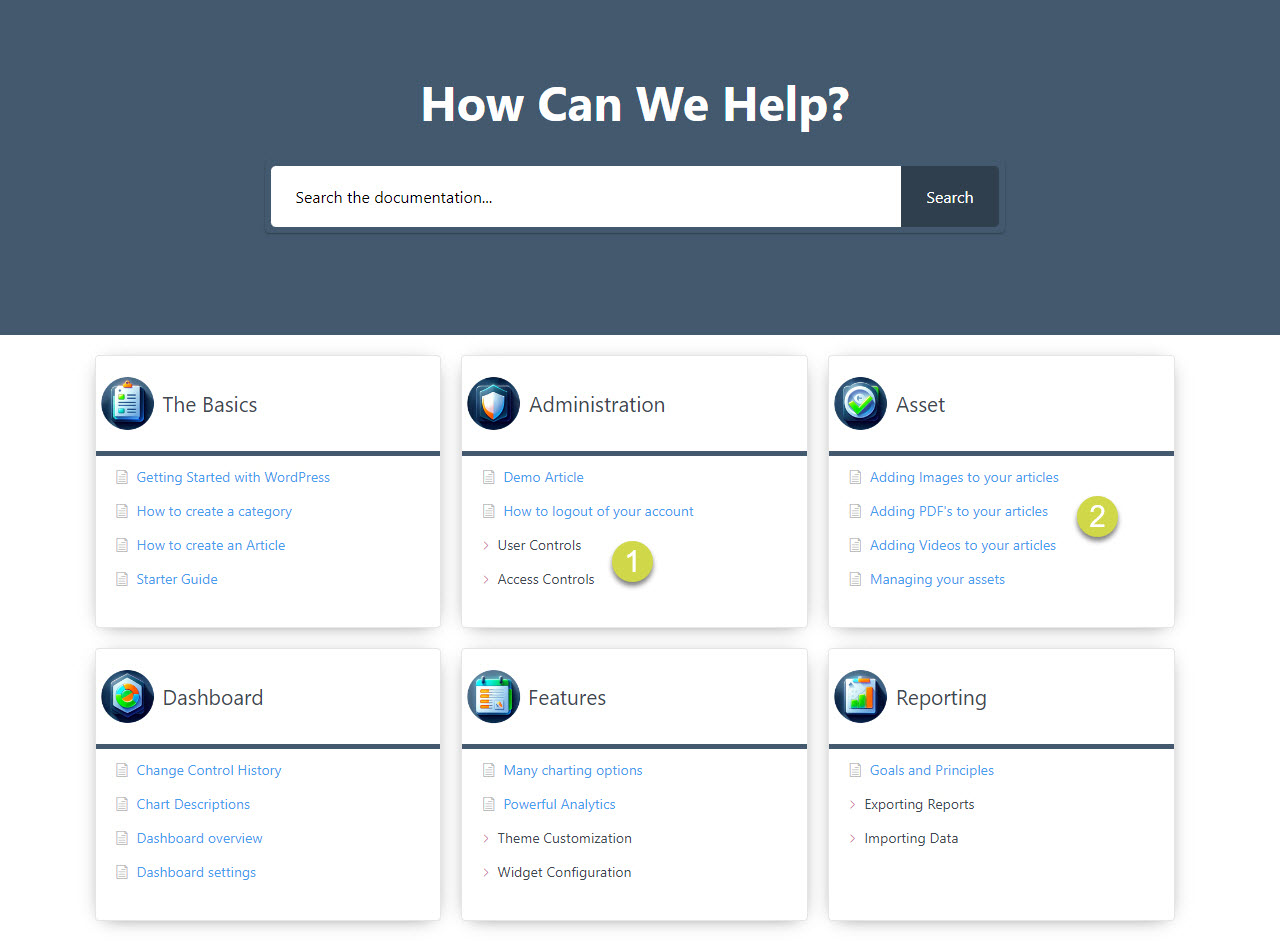 How Can We Help?
Search the documentation...
Search
The Basics
Getting Started with WordPress
How to create a category
How to create an Article
Starter Guide
Administration
Demo Article
How to logout of your account
User Controls
Access Controls
1
Asset
Adding Images to your articles
Adding PDF's to your articles
Adding Videos to your articles
Managing your assets
2
Dashboard
Change Control History
Chart Descriptions
Dashboard overview
Dashboard settings
Features
Many charting options
Powerful Analytics
Theme Customization
Widget Configuration
Reporting
Goals and Principles
Exporting Reports
Importing Data